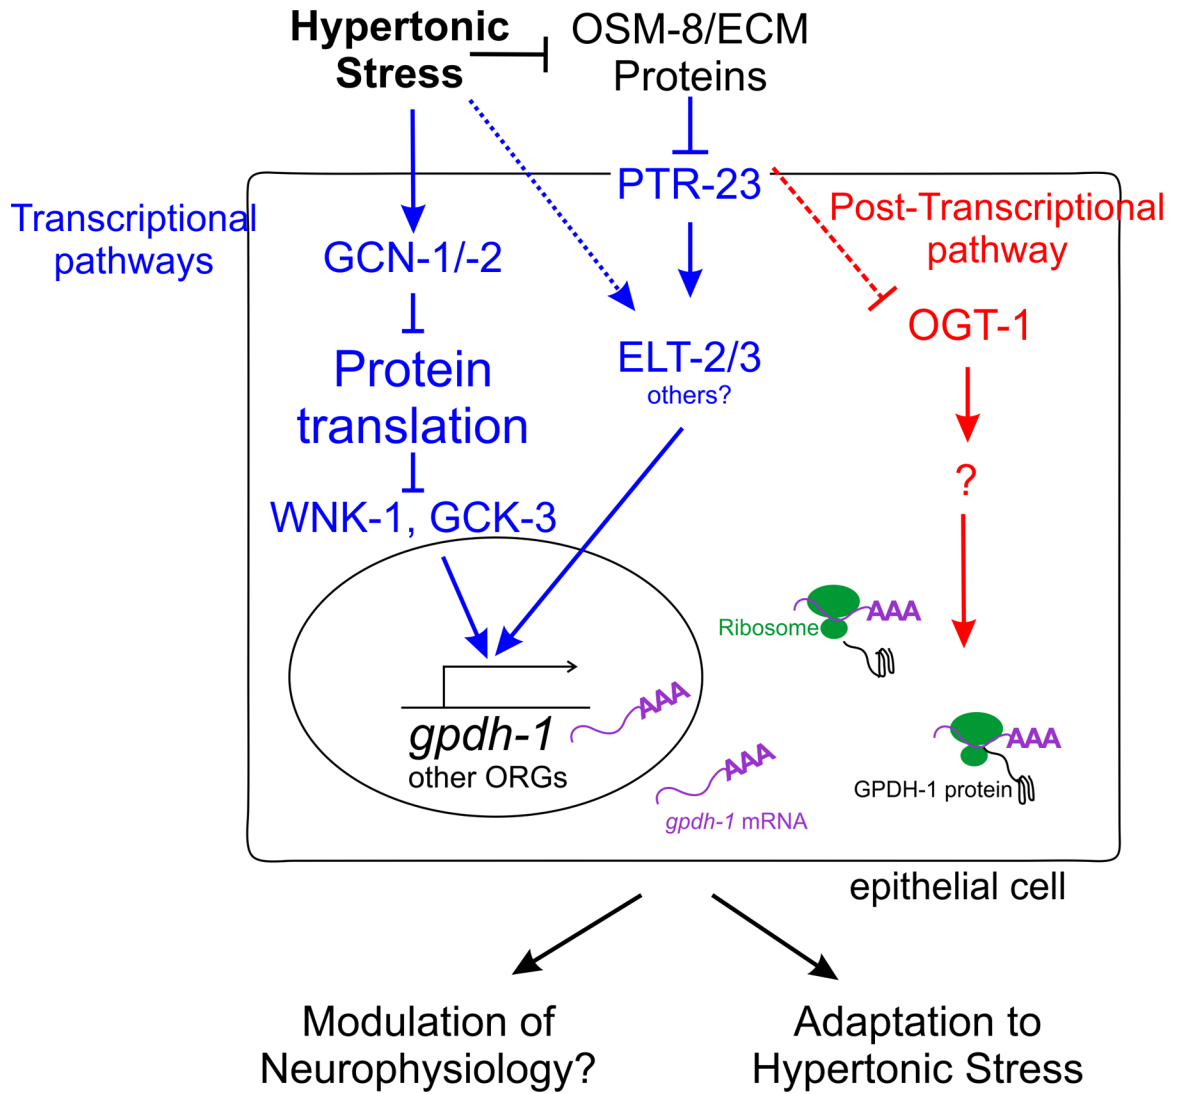 Hypertonic
Stress
OSM-8/ECM
Proteins
Transcriptional
pathways
PTR-23
Post-Transcriptional
pathway
GCN-1/-2
OGT-1
Protein
translation
ELT-2/3
others?
?
WNK-1, GCK-3
Ribosome
AAA
gpdh-1
other ORGs
AAA
AAA
gpdh-1 mRNA
AAA
GPDH-1 protein
epithelial cell
Modulation of
Neurophysiology?
Adaptation to
Hypertonic Stress